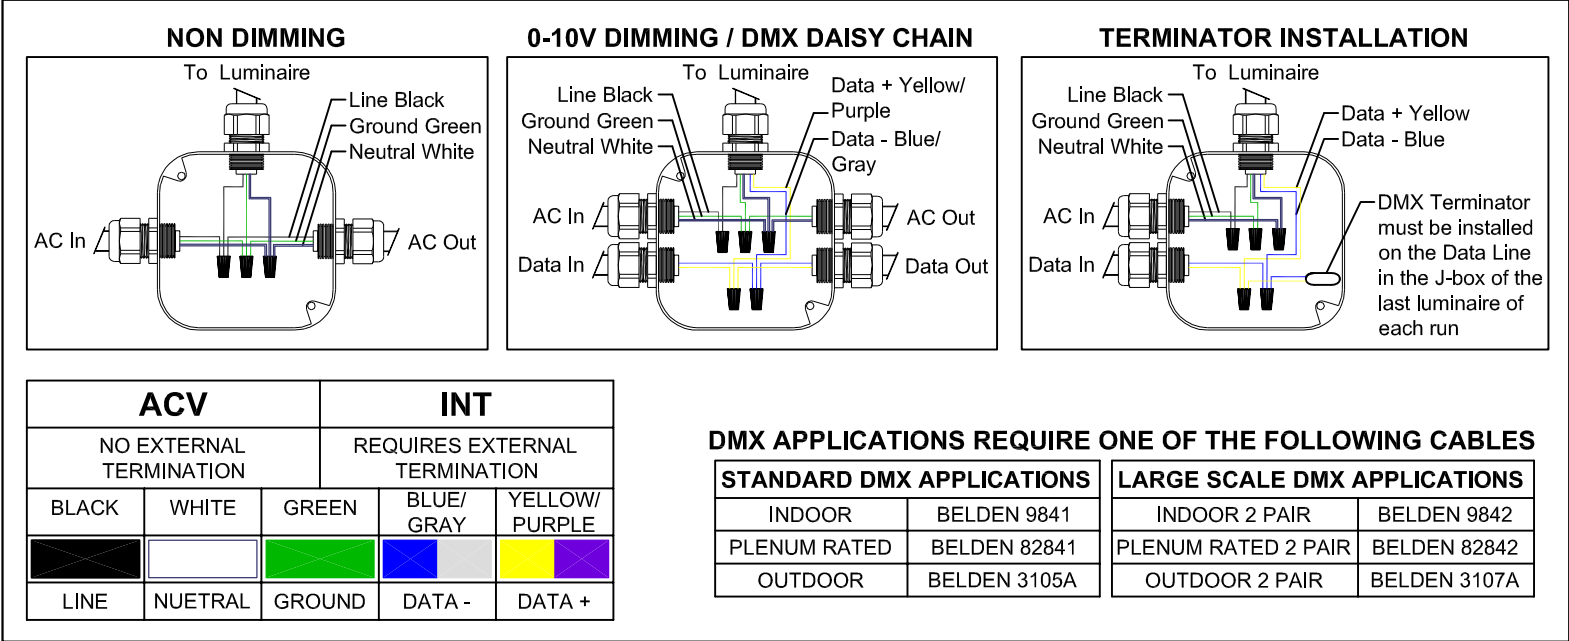 NON DIMMING
To Luminaire
Line Black
Ground Green
Neutral White
AC In
AC Out
0-10V DIMMING / DMX DAISY CHAIN
To Luminaire
Line Black
Ground Green
Neutral White
Data + Yellow/
Purple
Data - Blue/
Gray
AC In
AC Out
Data In
Data Out
TERMINATOR INSTALLATION
To Luminaire
Line Black
Ground Green
Neutral White
Data + Yellow
Data - Blue
AC In
Data In
DMX Terminator
must be installed
on the Data Line
in the J-box of the
last luminaire of
each run
ACV INT
NO EXTERNAL
TERMINATION
REQUIRES EXTERNAL
TERMINATION
BLACK WHITE GREEN
BLUE/
GRAY
YELLOW/
PURPLE
LINE NUETRAL GROUND DATA - DATA +
DMX APPLICATIONS REQUIRE ONE OF THE FOLLOWING CABLES
STANDARD DMX APPLICATIONS
INDOOR BELDEN 9841
PLENUM RATED BELDEN 82841
OUTDOOR BELDEN 3105A
LARGE SCALE DMX APPLICATIONS
INDOOR 2 PAIR BELDEN 9842
PLENUM RATED 2 PAIR BELDEN 82842
OUTDOOR 2 PAIR BELDEN 3107A